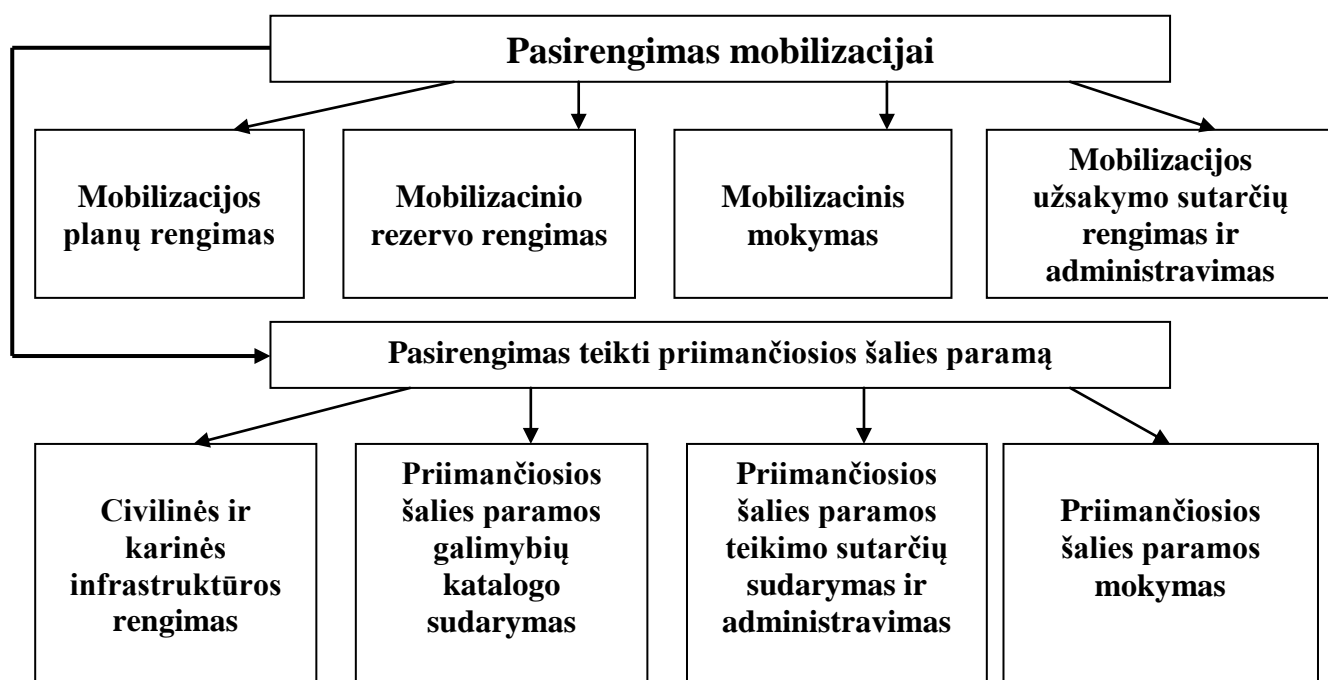 Pasirengimas mobilizacijai
Mobilizacijos
planų rengimas
Mobilizacinio
rezervo rengimas
Mobilizacinis
mokymas
Mobilizacijos
užsakymo sutarčių
rengimas ir
administravimas
Pasirengimas teikti priimančiosios šalies paramą
Civilinės ir
karinės
infrastruktūros
rengimas
Priimančiosios
šalies paramos
galimybių
katalogo
sudarymas
Priimančiosios
šalies paramos
teikimo sutarčių
sudarymas ir
administravimas
Priimančiosios
šalies paramos
mokymas